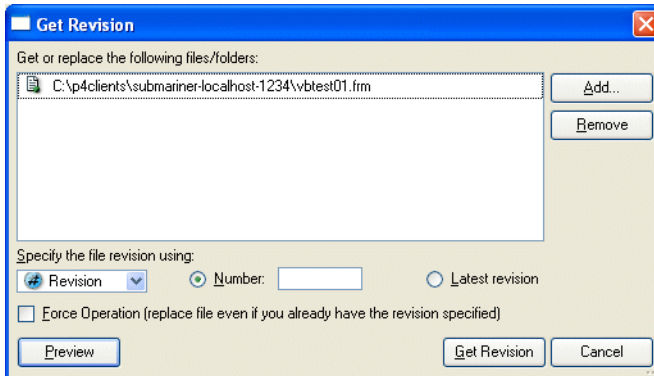 Get Revision
Get or replace the following files/folders:
C:\p4clients\submariner-localhost-1234\vbtest01.frm
Add...
Remove
Specify the file revision using:
# Revision Number: Latest revision
Force Operation (replace file even if you already have the revision specified)
Preview Get Revision Cancel